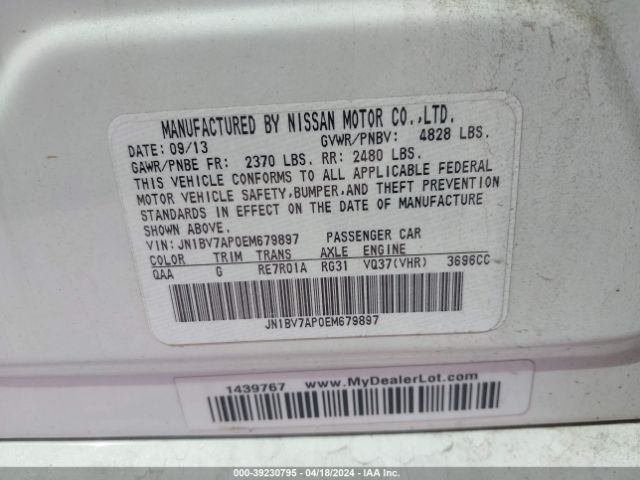 MANUFACTURED BY NISSAN MOTOR CO.,LTD.
DATE: 09/13 GVWR/PNBV: 4828 LBS.
GAWR/PNBE FR: 2370 LBS. RR: 2480 LBS.
THIS VEHICLE CONFORMS TO ALL APPLICABLE FEDERAL
MOTOR VEHICLE SAFETY,BUMPER,AND THEFT PREVENTION
STANDARDS IN EFFECT ON THE DATE OF MANUFACTURE
SHOWN ABOVE.
VIN: JN1BV7AP0EM679897 PASSENGER CAR
COLOR TRIM TRANS AXLE ENGINE
QAA G RE7R01A RG31 VQ37(VHR) 3696CC
JN1BV7AP0EM679897
1439767 www.MyDealerLot.com
000-39230795 - 04/18/2024 - IAA Inc.